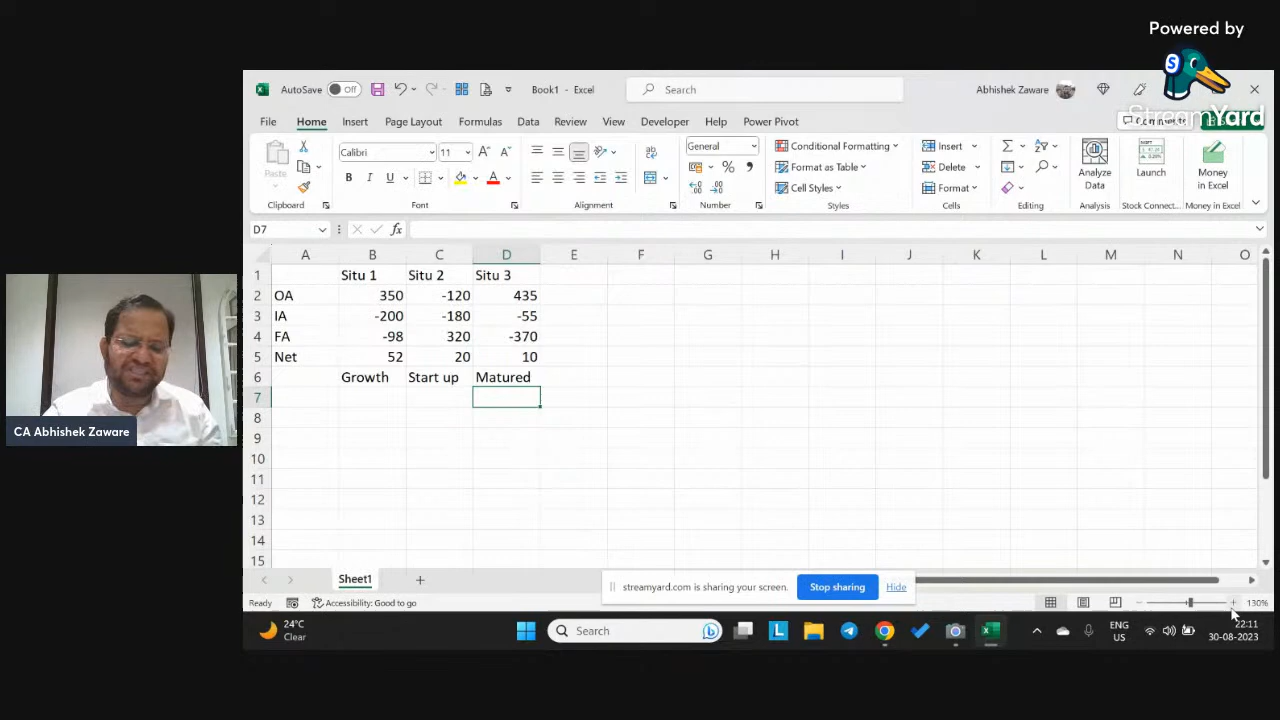 Powered by
StreamYard
AutoSave Off Book1 - Excel Search Abhishek Zaware
File Home Insert Page Layout Formulas Data Review View Developer Help Power Pivot Comments
Paste Calibri 11 General Conditional Formatting Insert Analyze Data Launch Money in Excel
B I U Format as Table Delete
Cell Styles Format
Clipboard Font Alignment Number Styles Cells Editing Analysis Stock Connect... Money in Excel
D7 fx
A B C D E F G H I J K L M N O
1 Situ 1 Situ 2 Situ 3
2 OA 350 -120 435
3 IA -200 -180 -55
4 FA -98 320 -370
5 Net 52 20 10
6 Growth Start up Matured
7
8
9
10
11
12
13
14
15
CA Abhishek Zaware
Sheet1
streamyard.com is sharing your screen. Stop sharing Hide
Ready Accessibility: Good to go 130%
24°C
Clear
Search
ENG
US
22:11
30-08-2023